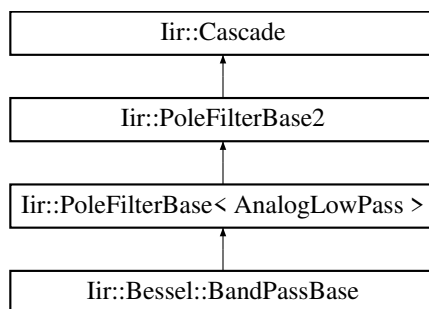 Iir::Cascade
Iir::PoleFilterBase2
Iir::PoleFilterBase< AnalogLowPass >
Iir::Bessel::BandPassBase